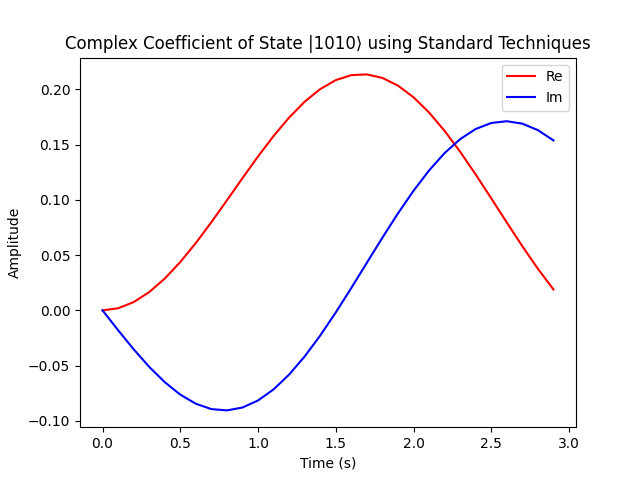 Complex Coefficient of State |1010⟩ using Standard Techniques
Re
Im
Amplitude
0.20
0.15
0.10
0.05
0.00
−0.05
−0.10
0.0 0.5 1.0 1.5 2.0 2.5 3.0
Time (s)